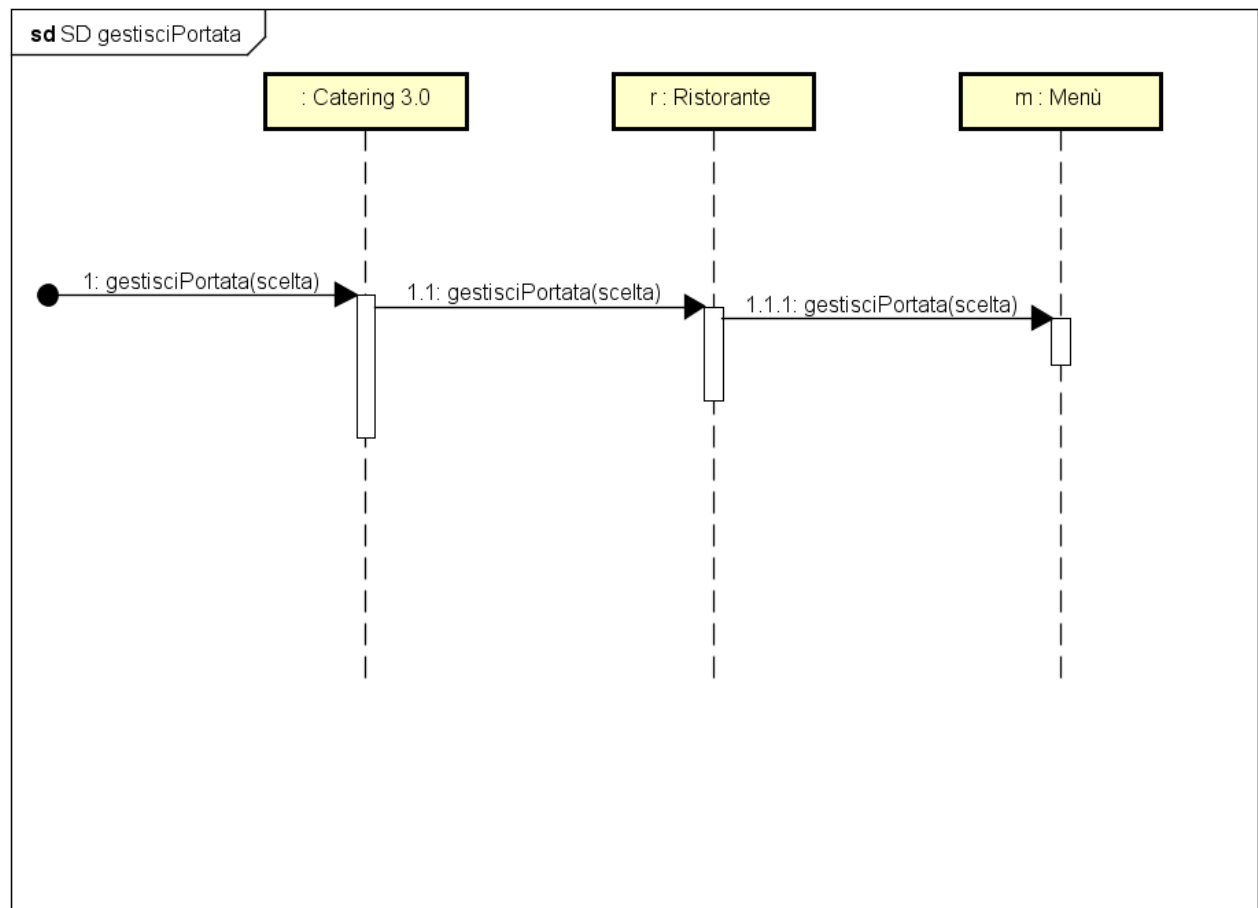 sd SD gestisciPortata
: Catering 3.0
r : Ristorante
m : Menù
1: gestisciPortata(scelta)
1.1: gestisciPortata(scelta)
1.1.1: gestisciPortata(scelta)